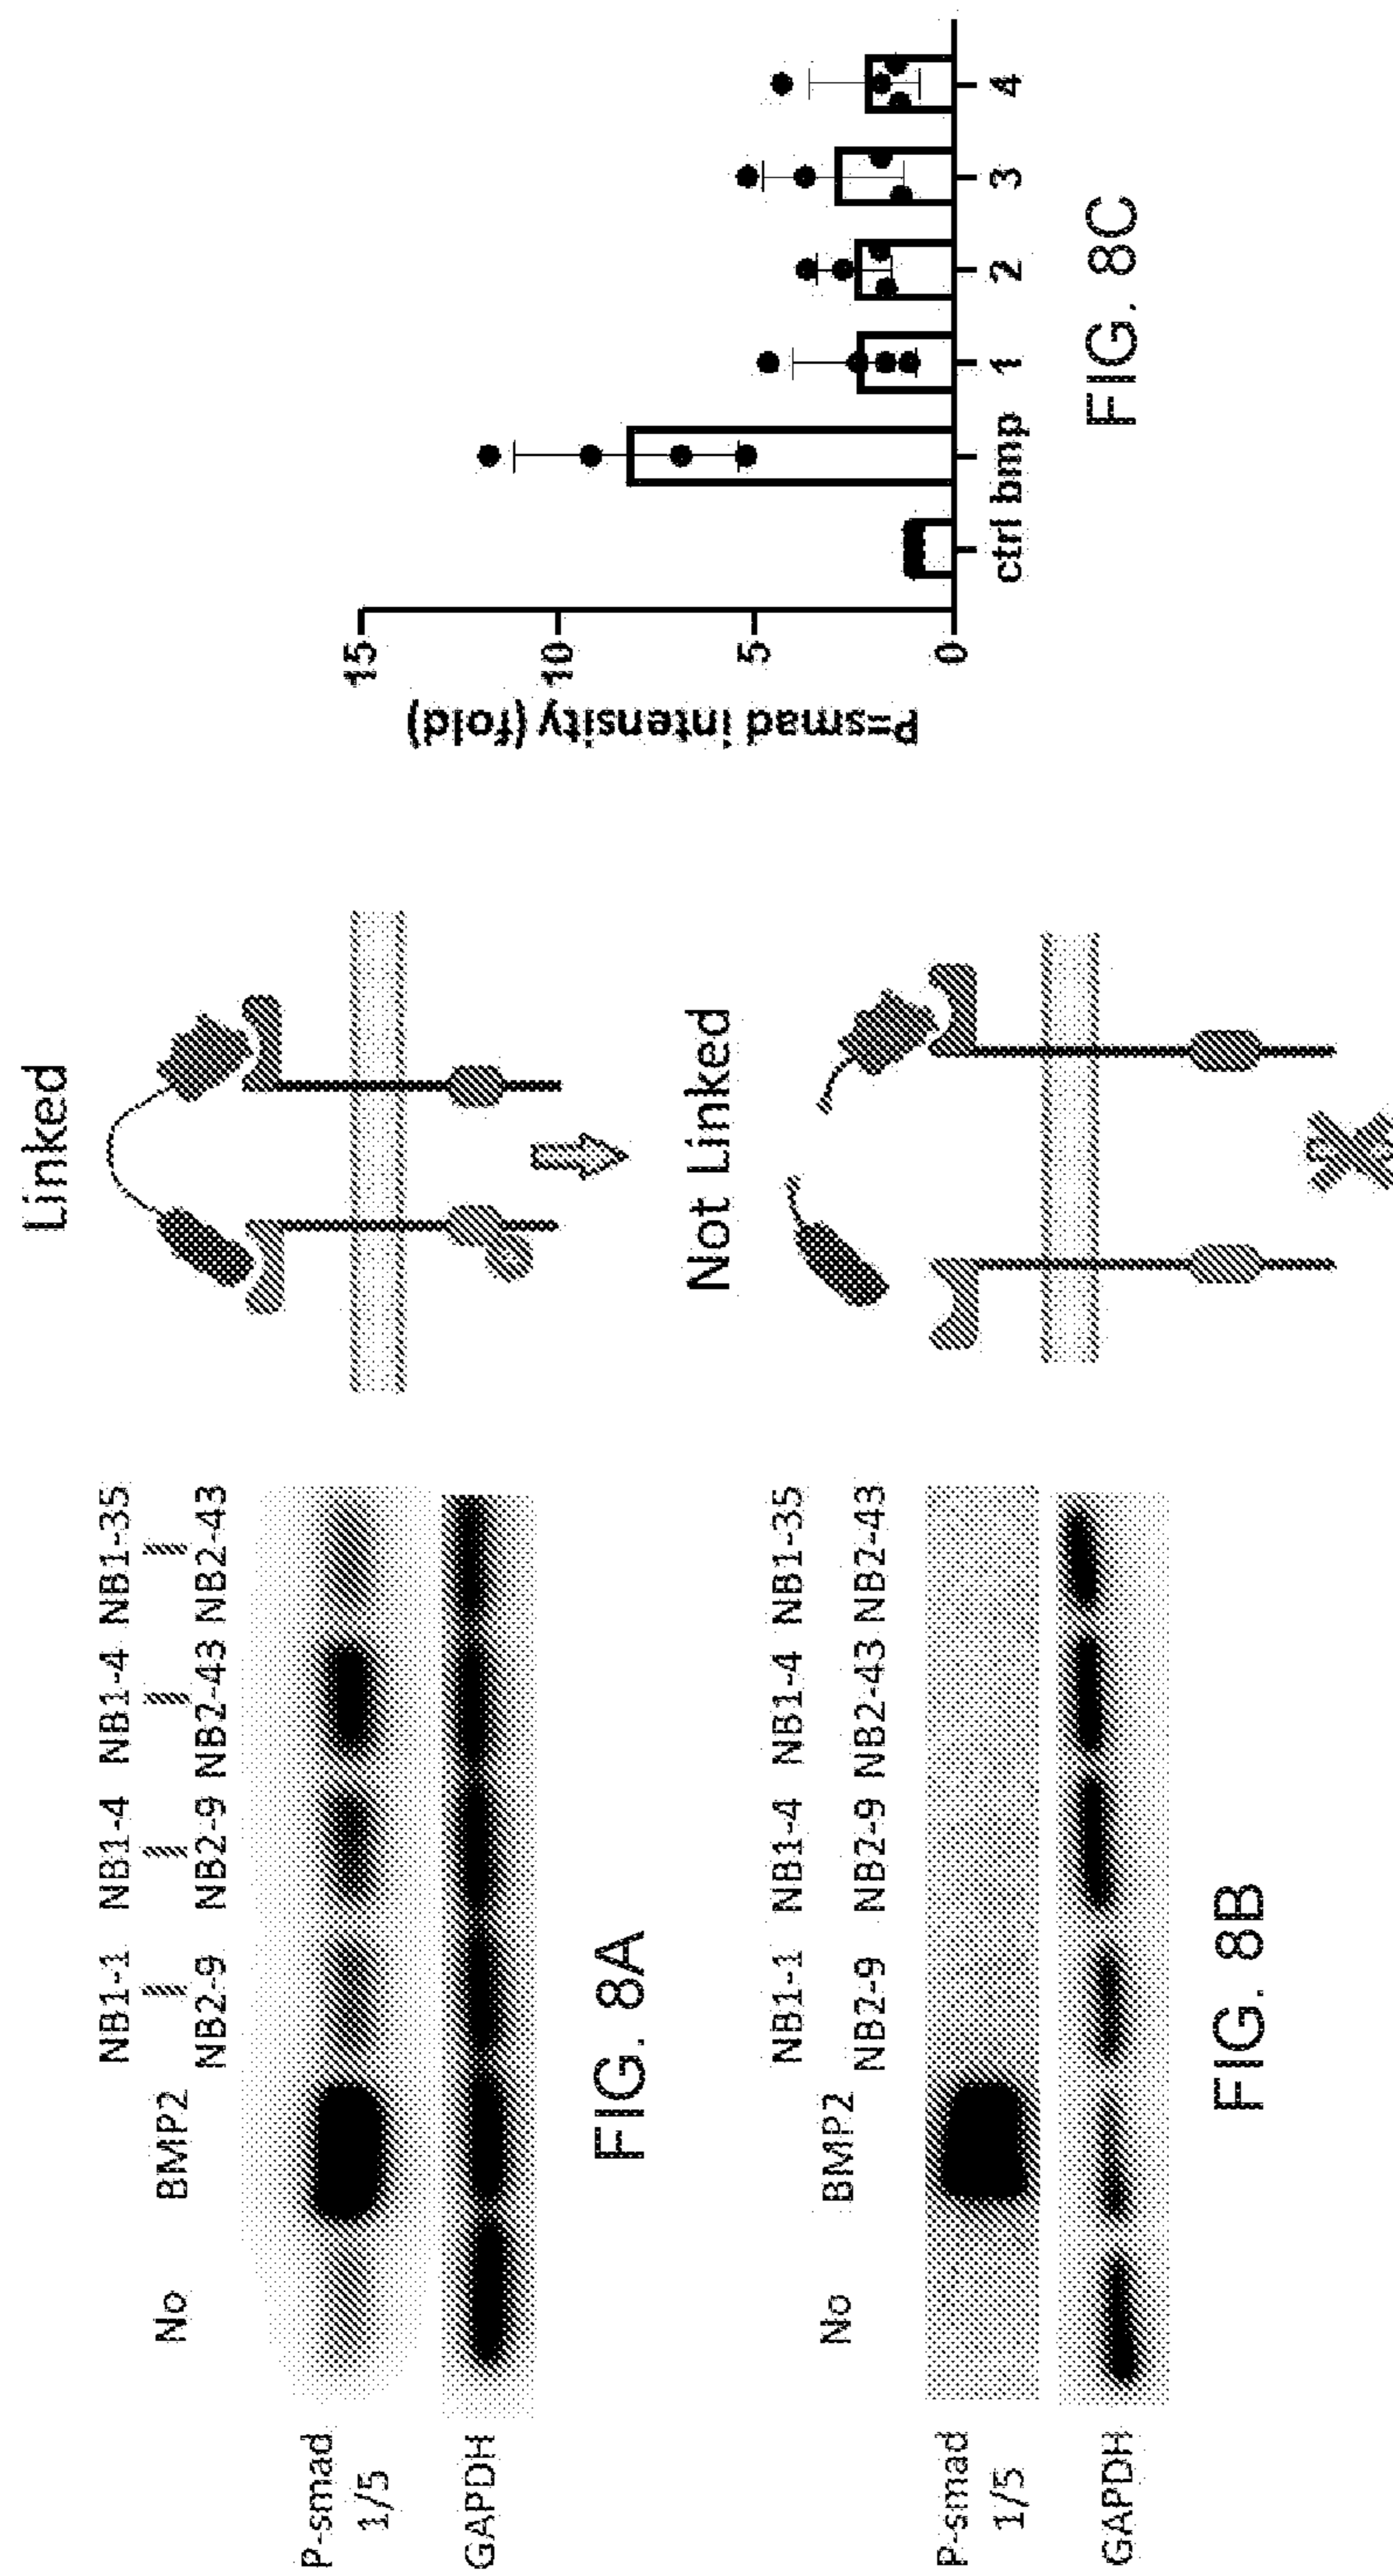 No BMP2 NB1-1 NB1-4 NB1-4 NB1-35
NB2-9 NB2-9 NB2-43 NB2-43
P-smad
1/5
GAPDH
FIG. 8A
Linked
No BMP2 NB1-1 NB1-4 NB1-4 NB1-35
NB2-9 NB2-9 NB2-43 NB2-43
P-smad
1/5
GAPDH
FIG. 8B
Not Linked
P=smad intensity (fold)
15
10
5
0
ctrl bmp 1 2 3 4
FIG. 8C